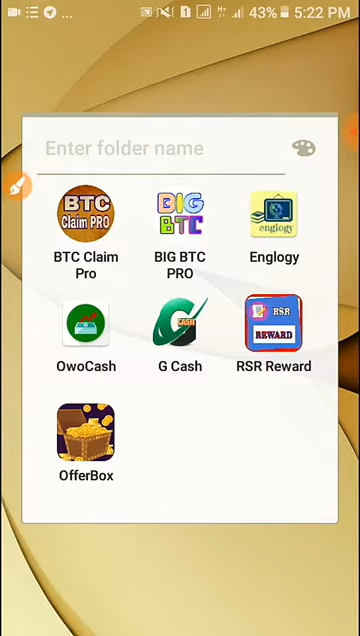 ... 1 43% 5:22 PM
Enter folder name
BTC
Claim PRO
BIG
BTC
englogy
BTC Claim
Pro
BIG BTC
PRO
Englogy
CASH
RSR
REWARD
OwoCash
G Cash
RSR Reward
OfferBox